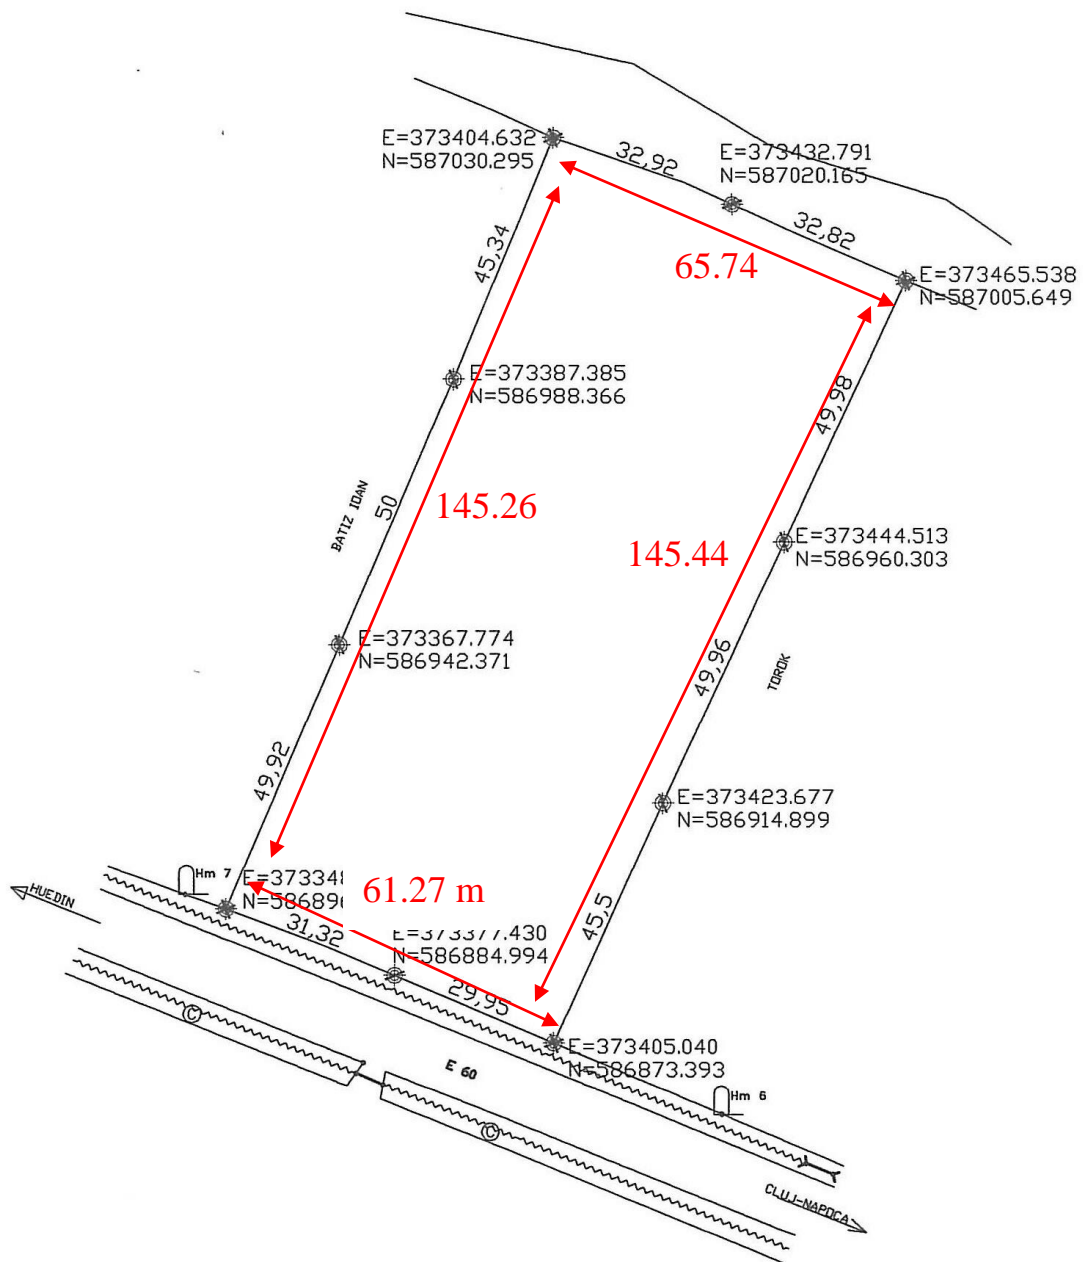 E=373404.632
N=587030.295
32,92
E=373432.791
N=587020.165
32,82
E=373465.538
N=587005.649
65.74
45,34
E=373387.385
N=586988.366
49,98
50
BATIZ IOAN
145.26
145.44
E=373444.513
N=586960.303
E=373367.774
N=586942.371
49,96
TOROK
49,92
E=373423.677
N=586914.899
Hm 7
HUEDIN
61.27 m
31,32
E=373377.430
N=586884.994
45,5
29,95
E=373405.040
N=586873.393
C
E 60
Hm 6
C
CLUJ-NAPOCA